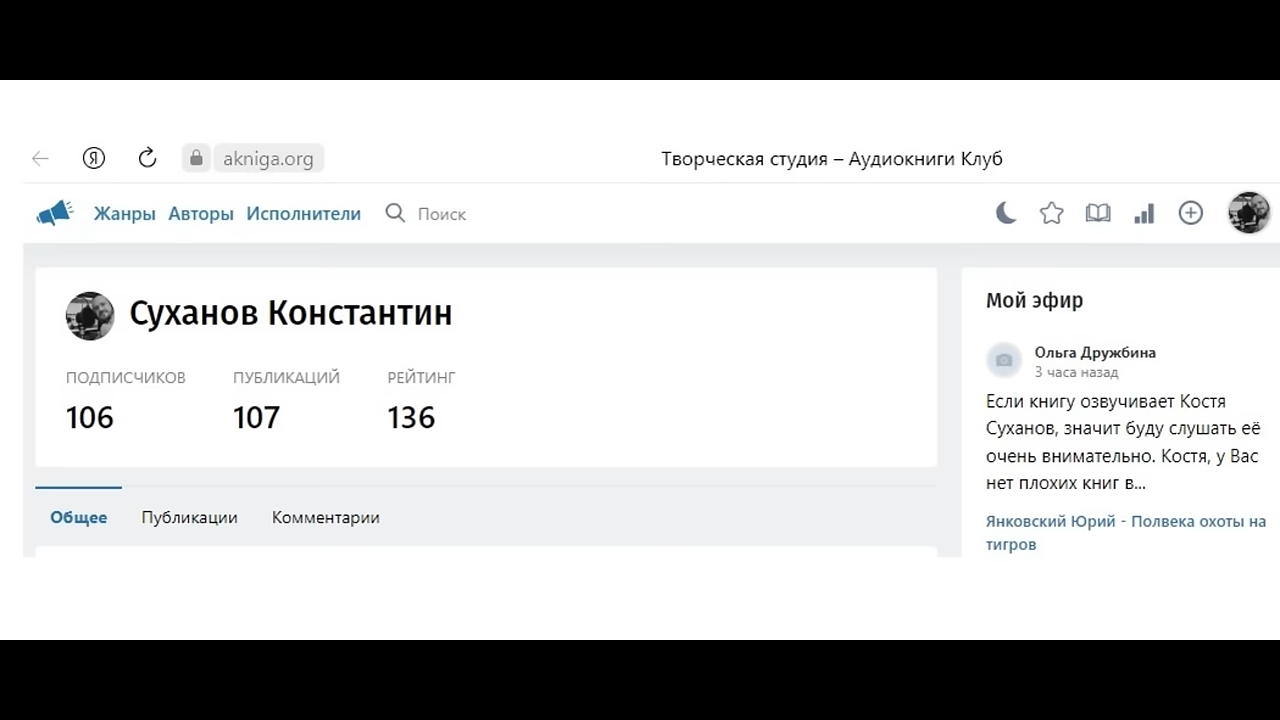 akniga.org
Творческая студия – Аудиокниги Клуб
Жанры Авторы Исполнители Поиск
Суханов Константин
ПОДПИСЧИКОВ ПУБЛИКАЦИЙ РЕЙТИНГ
106 107 136
Общее Публикации Комментарии
Мой эфир
Ольга Дружбина
3 часа назад
Если книгу озвучивает Костя
Суханов, значит буду слушать её
очень внимательно. Костя, у Вас
нет плохих книг в...
Янковский Юрий - Полвека охоты на
тигров